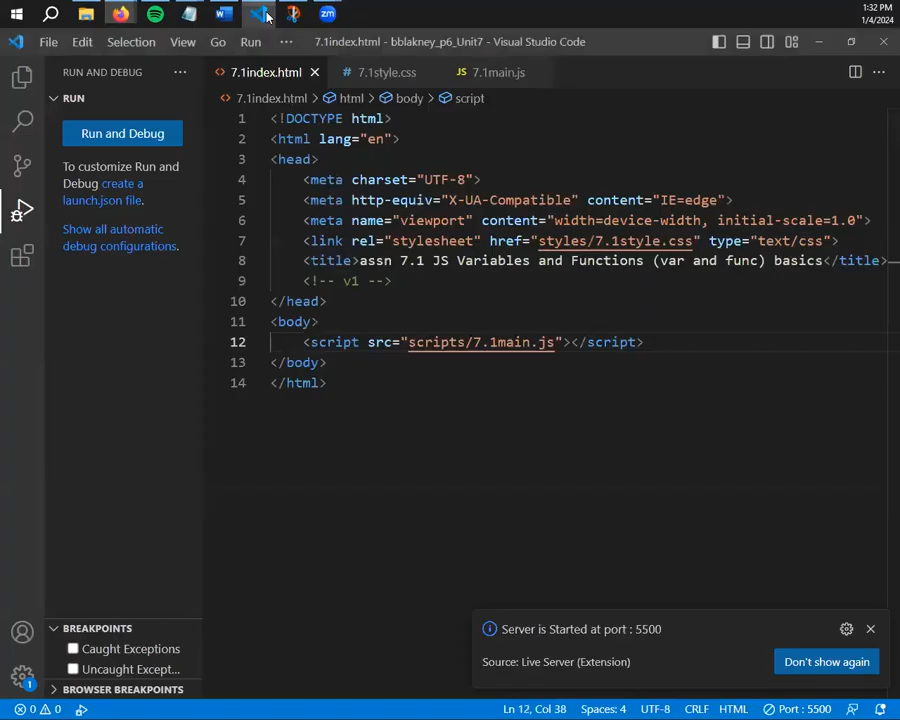 1:32 PM
1/4/2024
W
zm
File Edit Selection View Go Run ··· 7.1index.html - bblakney_p6_Unit7 - Visual Studio Code
RUN AND DEBUG ···
RUN
Run and Debug
To customize Run and
Debug create a
launch.json file.
Show all automatic
debug configurations.
<> 7.1index.html × # 7.1style.css JS 7.1main.js ···
<> 7.1index.html > html > body > script
1 <!DOCTYPE html>
2 <html lang="en">
3 <head>
4 <meta charset="UTF-8">
5 <meta http-equiv="X-UA-Compatible" content="IE=edge">
6 <meta name="viewport" content="width=device-width, initial-scale=1.0">
7 <link rel="stylesheet" href="styles/7.1style.css" type="text/css">
8 <title>assn 7.1 JS Variables and Functions (var and func) basics</title>
9 <!-- v1 -->
10 </head>
11 <body>
12 <script src="scripts/7.1main.js"></script>
13 </body>
14 </html>
BREAKPOINTS
Caught Exceptions
Uncaught Except...
BROWSER BREAKPOINTS
1
Server is Started at port : 5500
Source: Live Server (Extension)
Don't show again
0 0 Ln 12, Col 38 Spaces: 4 UTF-8 CRLF HTML Port : 5500